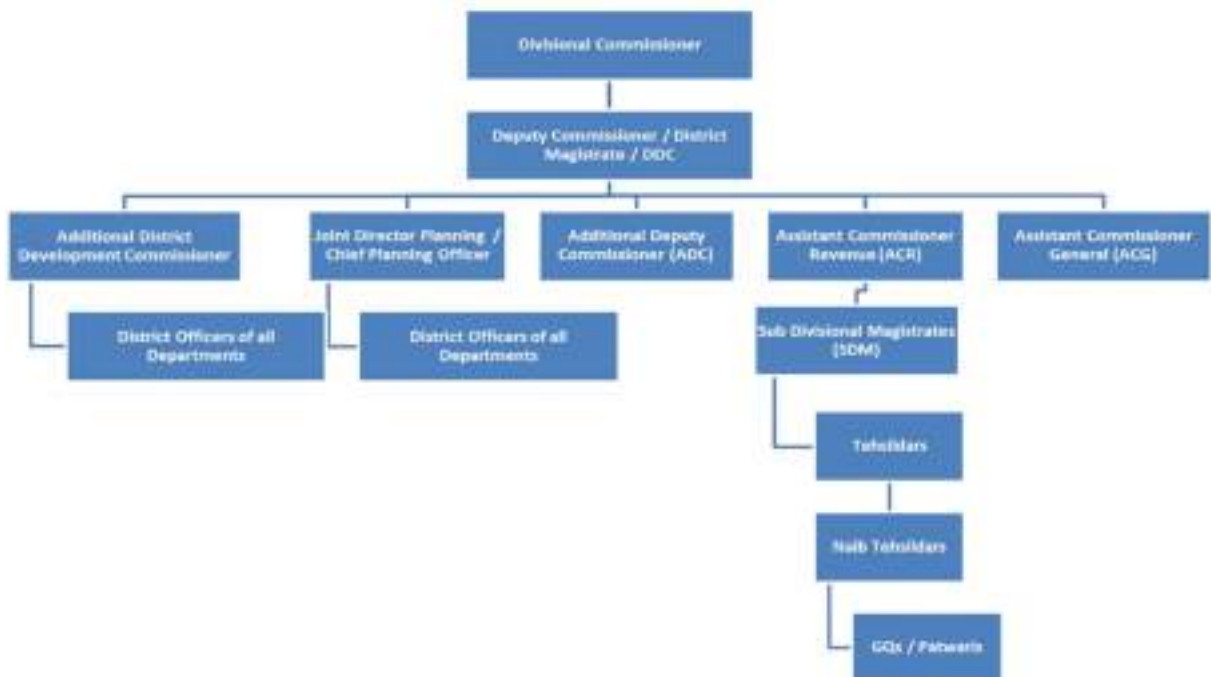 Divisional Commissioner
Deputy Commissioner / District
Magistrate / DDC
Additional District
Development Commissioner
Joint Director Planning /
Chief Planning Officer
Additional Deputy
Commissioner (ADC)
Assistant Commissioner
Revenue (ACR)
Assistant Commissioner
General (ACG)
District Officers of all
Departments
District Officers of all
Departments
Sub Divisional Magistrates
(SDM)
Tehsildars
Naib Tehsildars
GQs / Patwaris